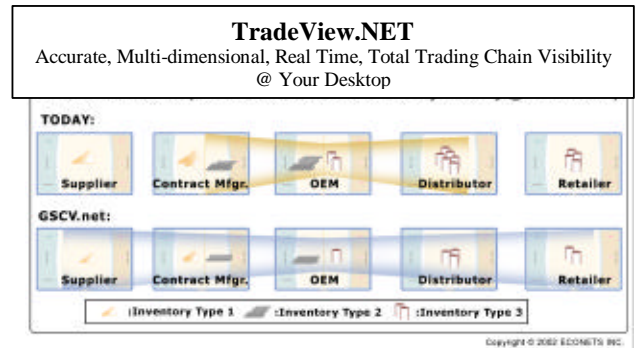 TradeView.NET
Accurate, Multi-dimensional, Real Time, Total Trading Chain Visibility
@ Your Desktop
TODAY:
Supplier Contract Mfgr. OEM Distributor Retailer
GSCV.net:
Supplier Contract Mfgr. OEM Distributor Retailer
:Inventory Type 1 :Inventory Type 2 :Inventory Type 3
Copyright © 2002 ECONETS INC.